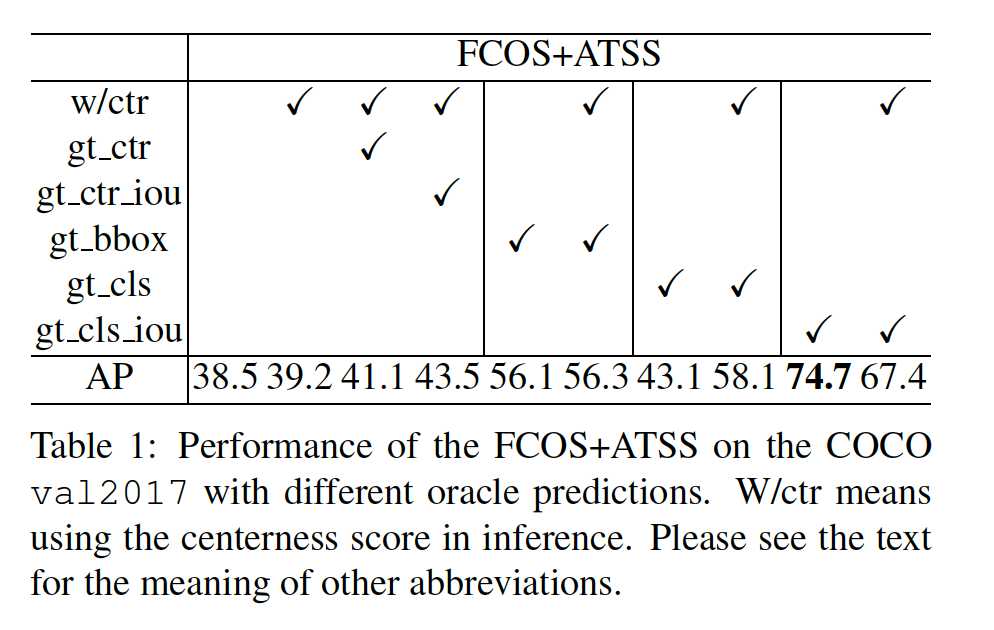 FCOS+ATSS
w/ctr ✓ ✓ ✓ ✓ ✓ ✓
gt_ctr ✓
gt_ctr_iou ✓
gt_bbox ✓ ✓
gt_cls ✓ ✓
gt_cls_iou ✓ ✓
AP 38.5 39.2 41.1 43.5 56.1 56.3 43.1 58.1 74.7 67.4
Table 1: Performance of the FCOS+ATSS on the COCO
val2017 with different oracle predictions. W/ctr means
using the centerness score in inference. Please see the text
for the meaning of other abbreviations.